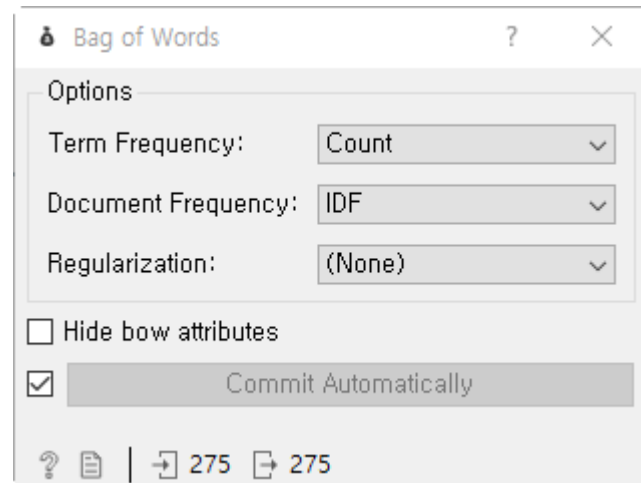 Bag of Words ?
Options
Term Frequency: Count
Document Frequency: IDF
Regularization: (None)
Hide bow attributes
Commit Automatically
? 275 275